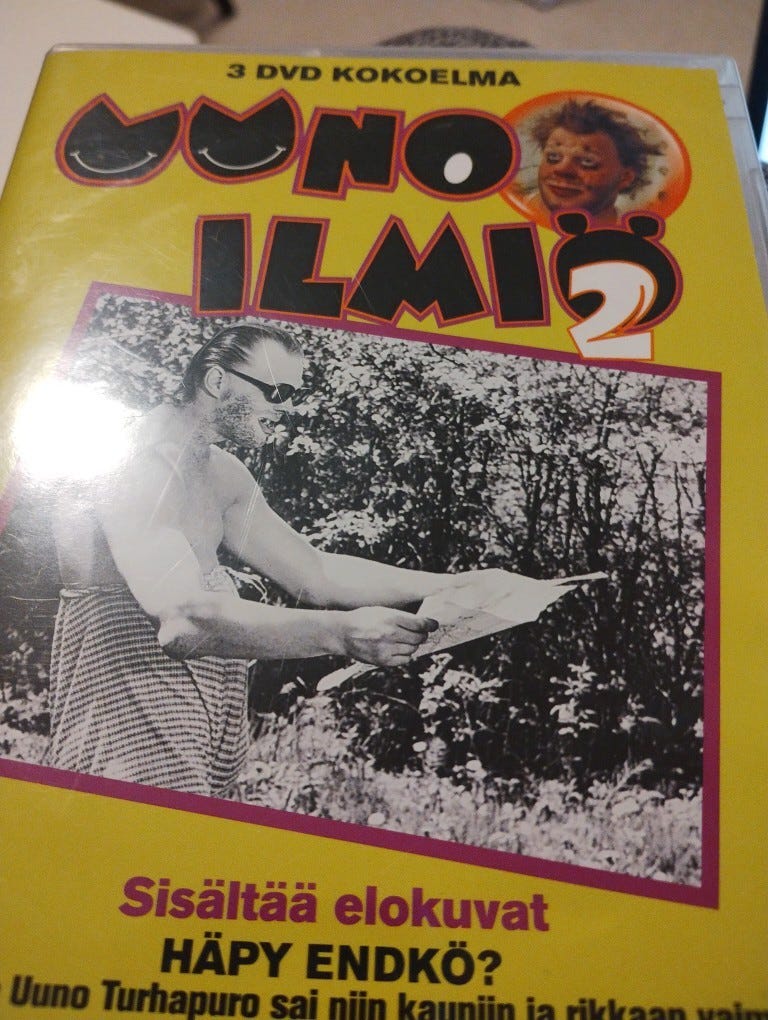 3 DVD KOKOELMA
UUNO
ILMIÖ
2
Sisältää elokuvat
HÄPY ENDKÖ?
Uuno Turhapuro sai niin kauniin ja rikkaan